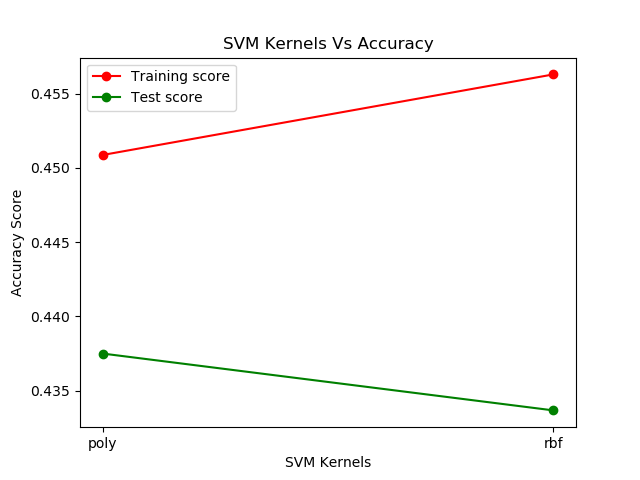 SVM Kernels Vs Accuracy
Training score
Test score
0.455
0.450
0.445
0.440
0.435
Accuracy Score
poly
rbf
SVM Kernels